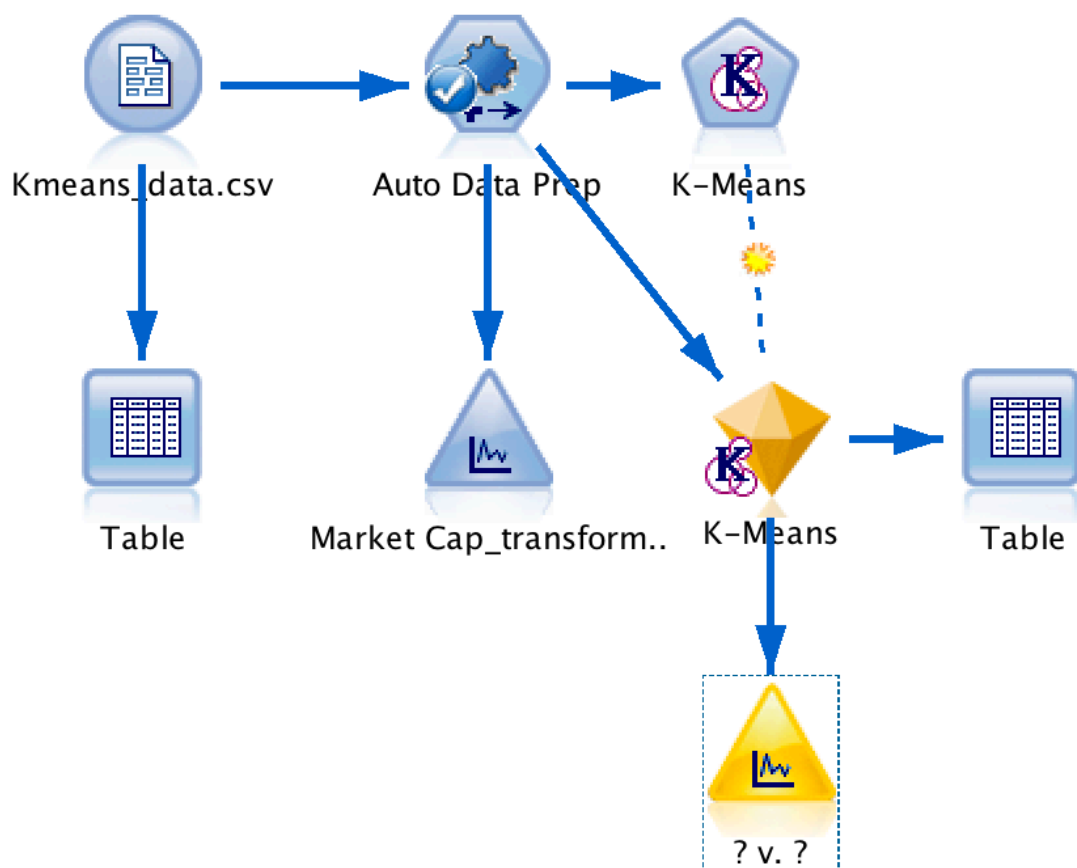 Kmeans_data.csv
Auto Data Prep
K-Means
K
Table
Market Cap_transform..
K
K-Means
Table
? v. ?